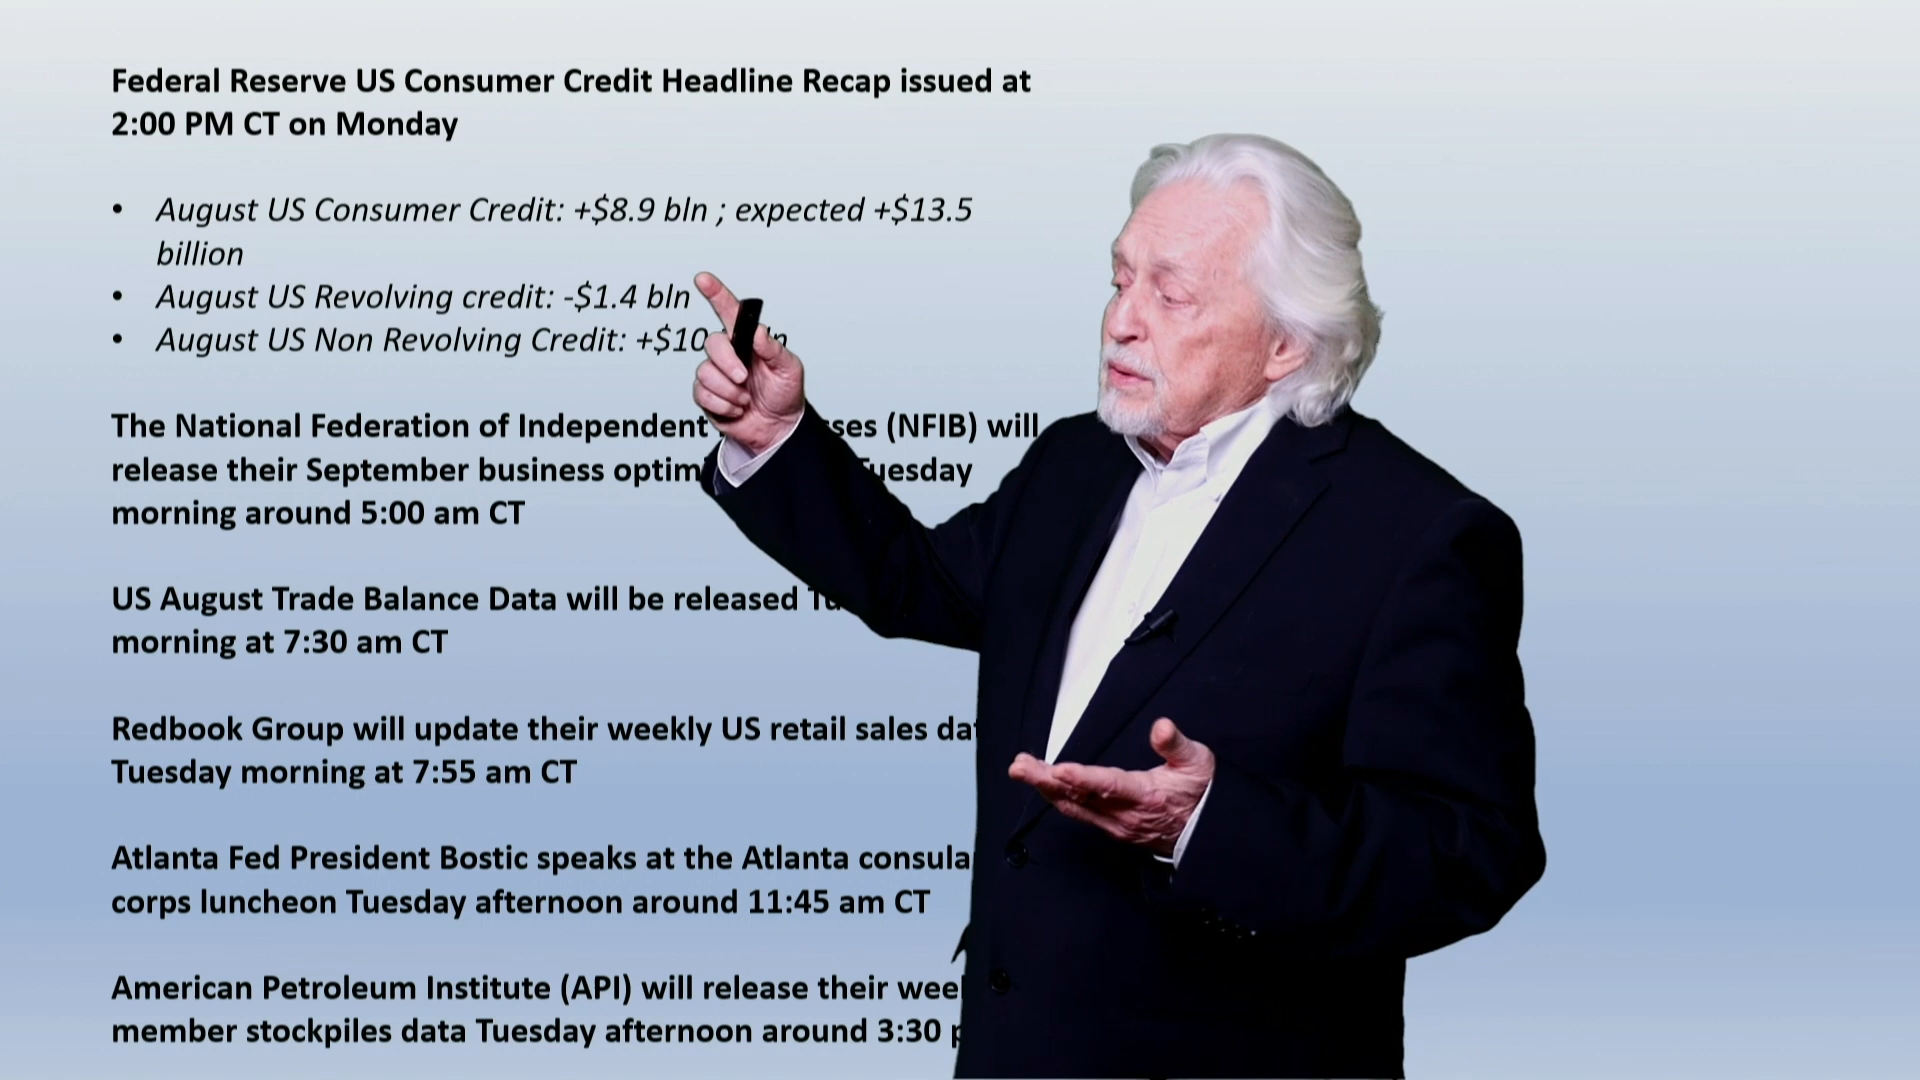 Federal Reserve US Consumer Credit Headline Recap issued at
2:00 PM CT on Monday
• August US Consumer Credit: +$8.9 bln ; expected +$13.5
billion
• August US Revolving credit: -$1.4 bln
• August US Non Revolving Credit:
The National Federation of Independent (NFIB) will
release their September business Tuesday
morning around 5:00 am CT
US August Trade Balance Data will be released
morning at 7:30 am CT
Redbook Group will update their weekly US retail sales
Tuesday morning at 7:55 am CT
Atlanta Fed President Bostic speaks at the Atlanta
corps luncheon Tuesday afternoon around 11:45 am CT
American Petroleum Institute (API) will release their
member stockpiles data Tuesday afternoon around 3:30